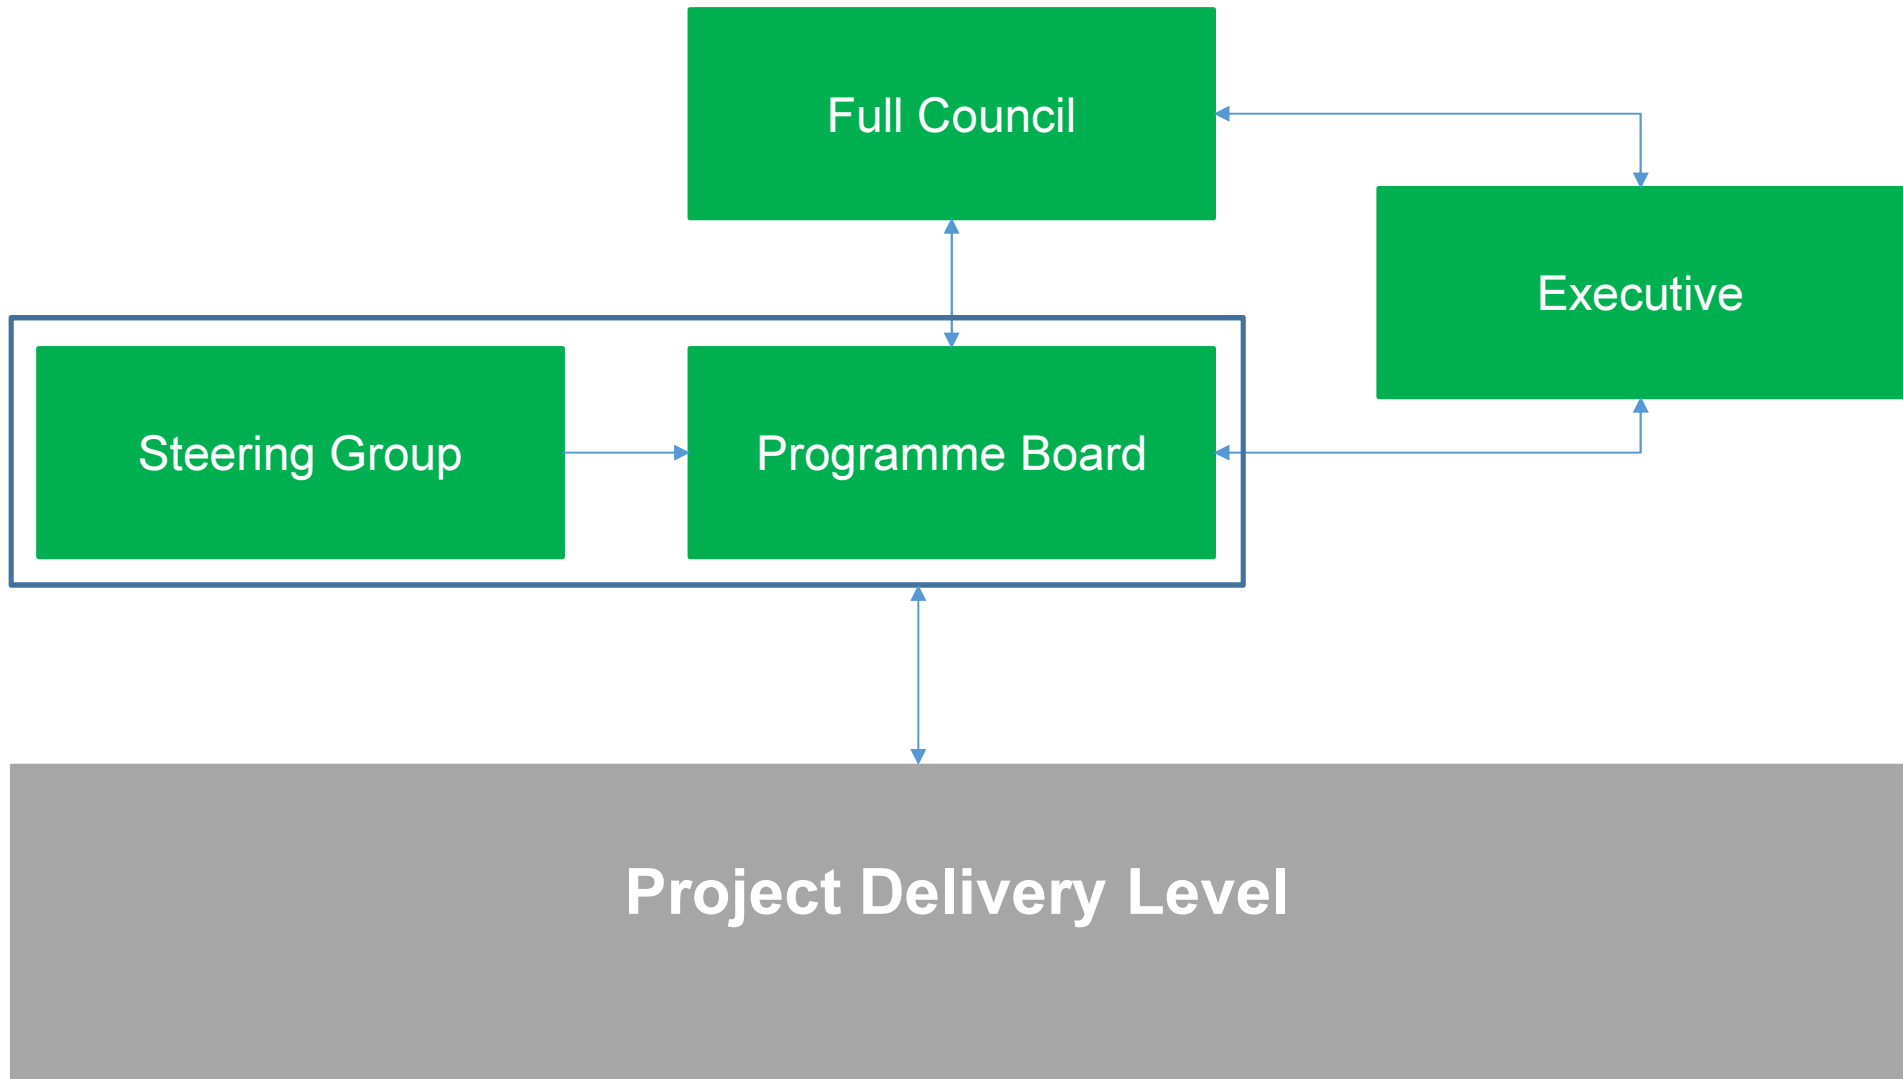 Full Council
Executive
Steering Group
Programme Board
Project Delivery Level